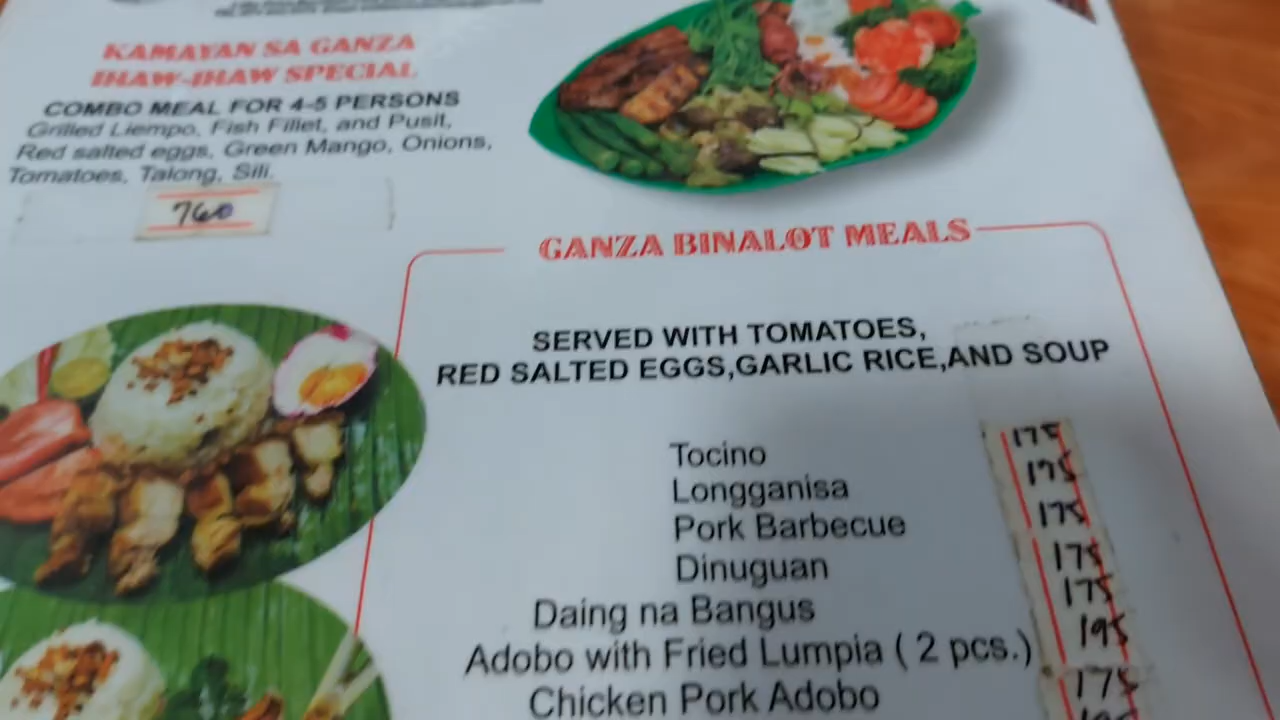 KAMAYAN SA GANZA
IHAW-IHAW SPECIAL
COMBO MEAL FOR 4-5 PERSONS
Grilled Liempo, Fish Fillet, and Pusit,
Red salted eggs, Green Mango, Onions,
Tomatoes, Talong, Sili.
760
GANZA BINALOT MEALS
SERVED WITH TOMATOES,
RED SALTED EGGS,GARLIC RICE,AND SOUP
Tocino 175
Longganisa 175
Pork Barbecue 175
Dinuguan 175
Daing na Bangus 175
Adobo with Fried Lumpia ( 2 pcs.) 195
Chicken Pork Adobo 175